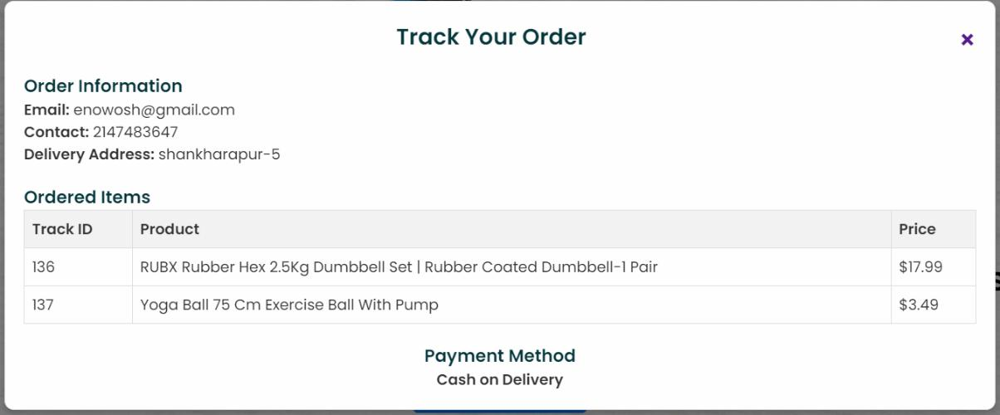 Track Your Order
×
Order Information
Email: enowosh@gmail.com
Contact: 2147483647
Delivery Address: shankharapur-5
Ordered Items
Track ID Product Price
136 RUBX Rubber Hex 2.5Kg Dumbbell Set | Rubber Coated Dumbbell-1 Pair $17.99
137 Yoga Ball 75 Cm Exercise Ball With Pump $3.49
Payment Method
Cash on Delivery